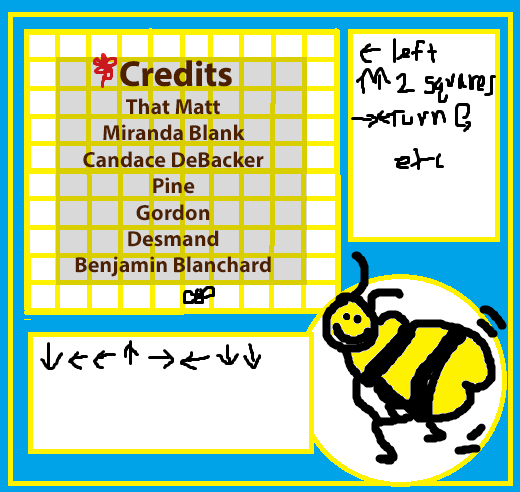 Credits
That Matt
Miranda Blank
Candace DeBacker
Pine
Gordon
Desmand
Benjamin Blanchard
← left
2 squares
turn
etc
↓ ← ← ↑ → ← ↓ ↓